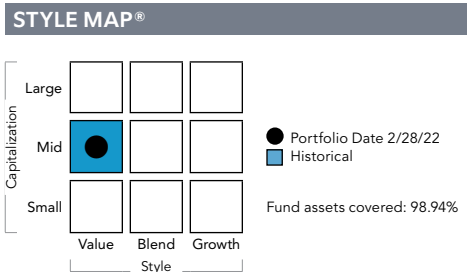 STYLE MAP®
Large
Capitalization
Mid
Small
Value Blend Growth
Style
Portfolio Date 2/28/22
Historical
Fund assets covered: 98.94%